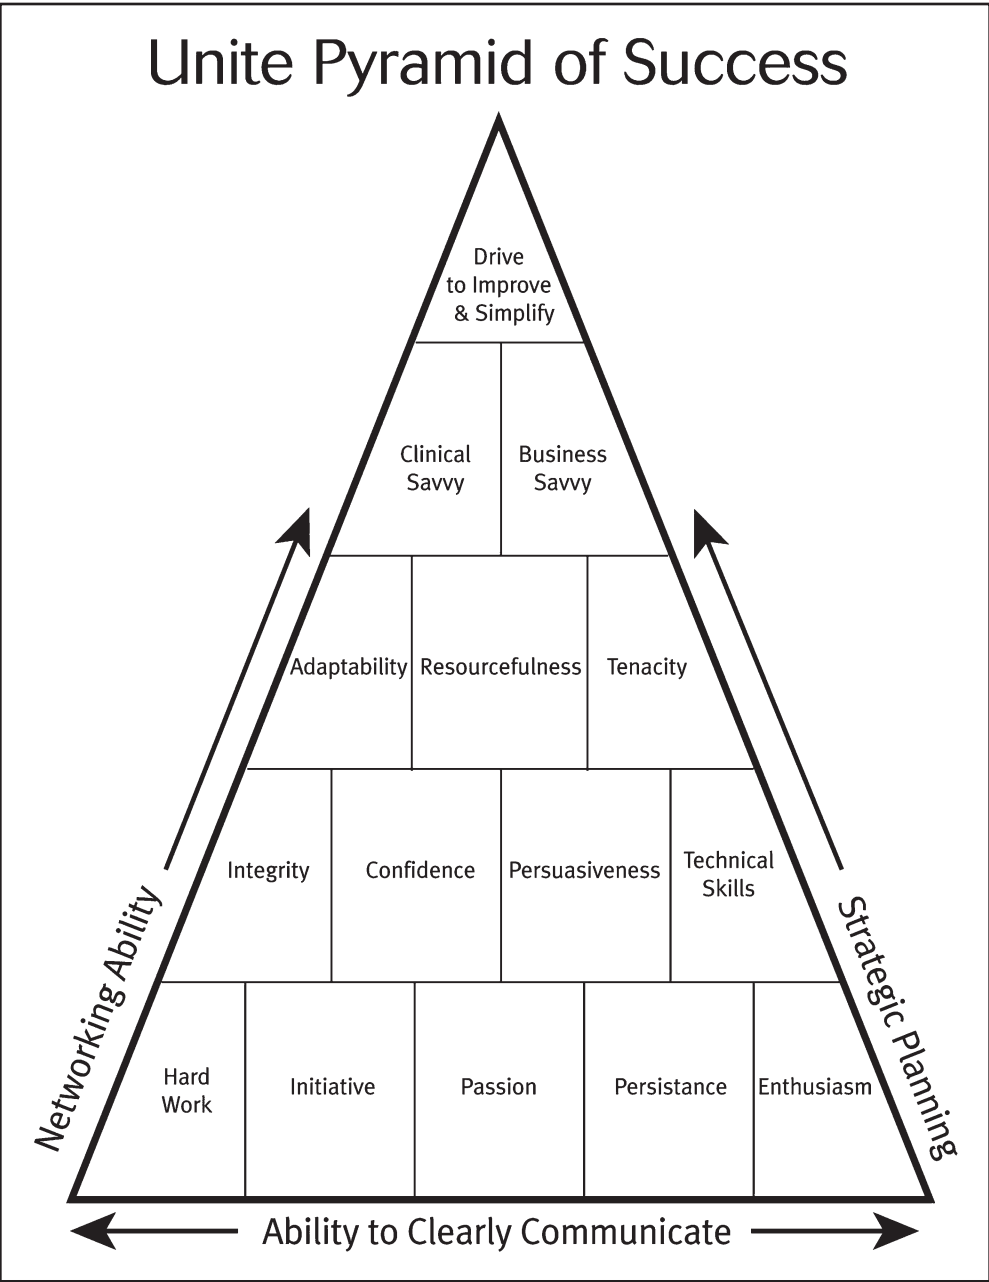 Unite Pyramid of Success
Drive
to Improve
& Simplify
Clinical
Savvy
Business
Savvy
Adaptability
Resourcefulness
Tenacity
Integrity
Confidence
Persuasiveness
Technical
Skills
Hard
Work
Initiative
Passion
Persistance
Enthusiasm
Networking Ability
Strategic Planning
Ability to Clearly Communicate